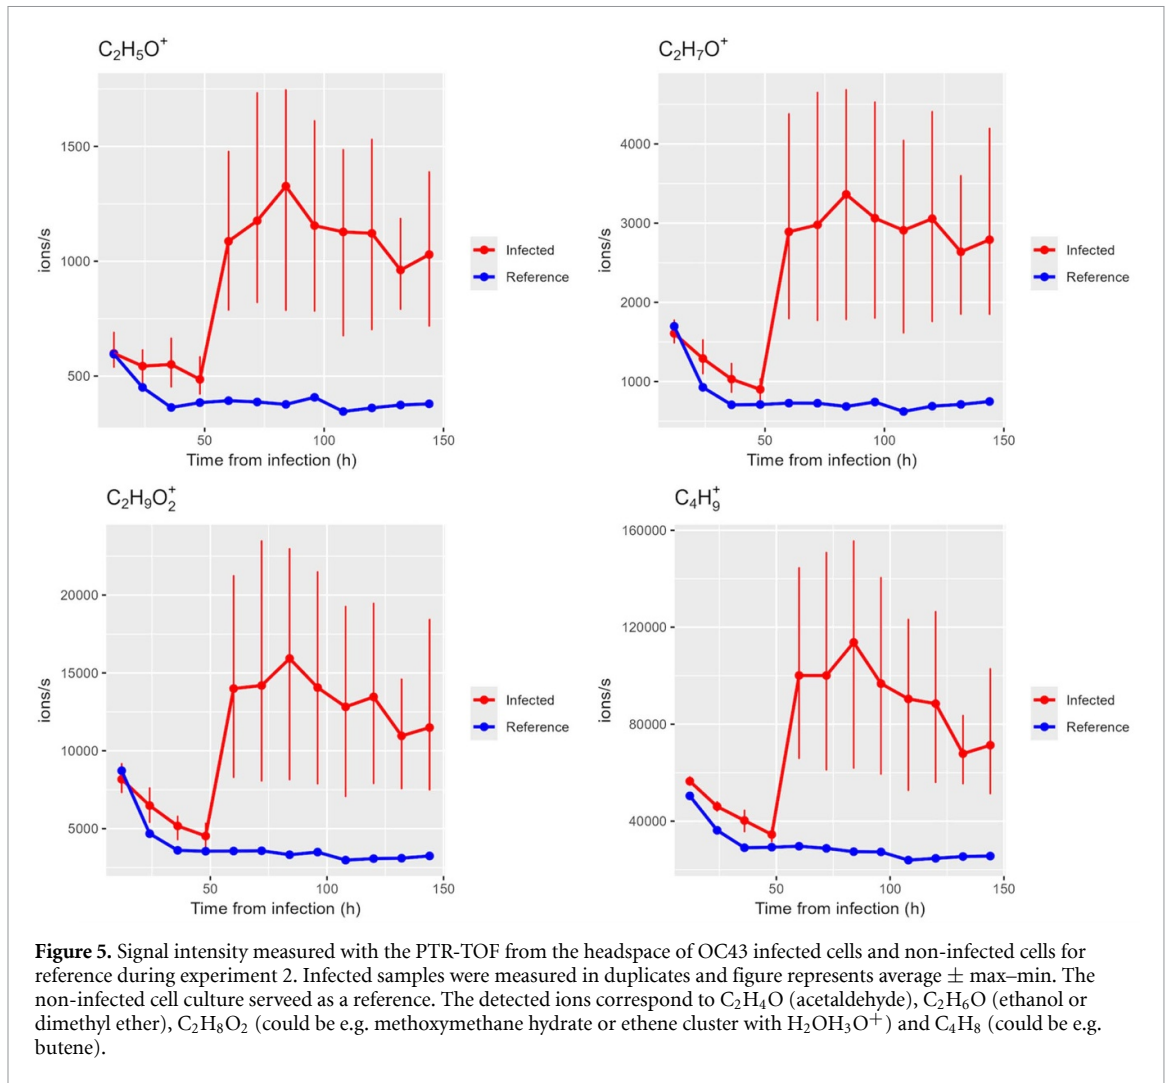 C₂H₅O⁺
C₂H₇O⁺
1500
1000
500
ions/s
50
100
150
Time from infection (h)
Infected
Reference
4000
3000
2000
1000
ions/s
50
100
150
Time from infection (h)
Infected
Reference
C₂H₉O₂⁺
C₄H₉⁺
20000
15000
10000
5000
ions/s
50
100
150
Time from infection (h)
Infected
Reference
160000
120000
80000
40000
ions/s
50
100
150
Time from infection (h)
Infected
Reference
Figure 5. Signal intensity measured with the PTR-TOF from the headspace of OC43 infected cells and non-infected cells for
reference during experiment 2. Infected samples were measured in duplicates and figure represents average ± max–min. The
non-infected cell culture serveed as a reference. The detected ions correspond to C₂H₄O (acetaldehyde), C₂H₆O (ethanol or
dimethyl ether), C₂H₈O₂ (could be e.g. methoxymethane hydrate or ethene cluster with H₂OH₃O⁺) and C₄H₈ (could be e.g.
butene).